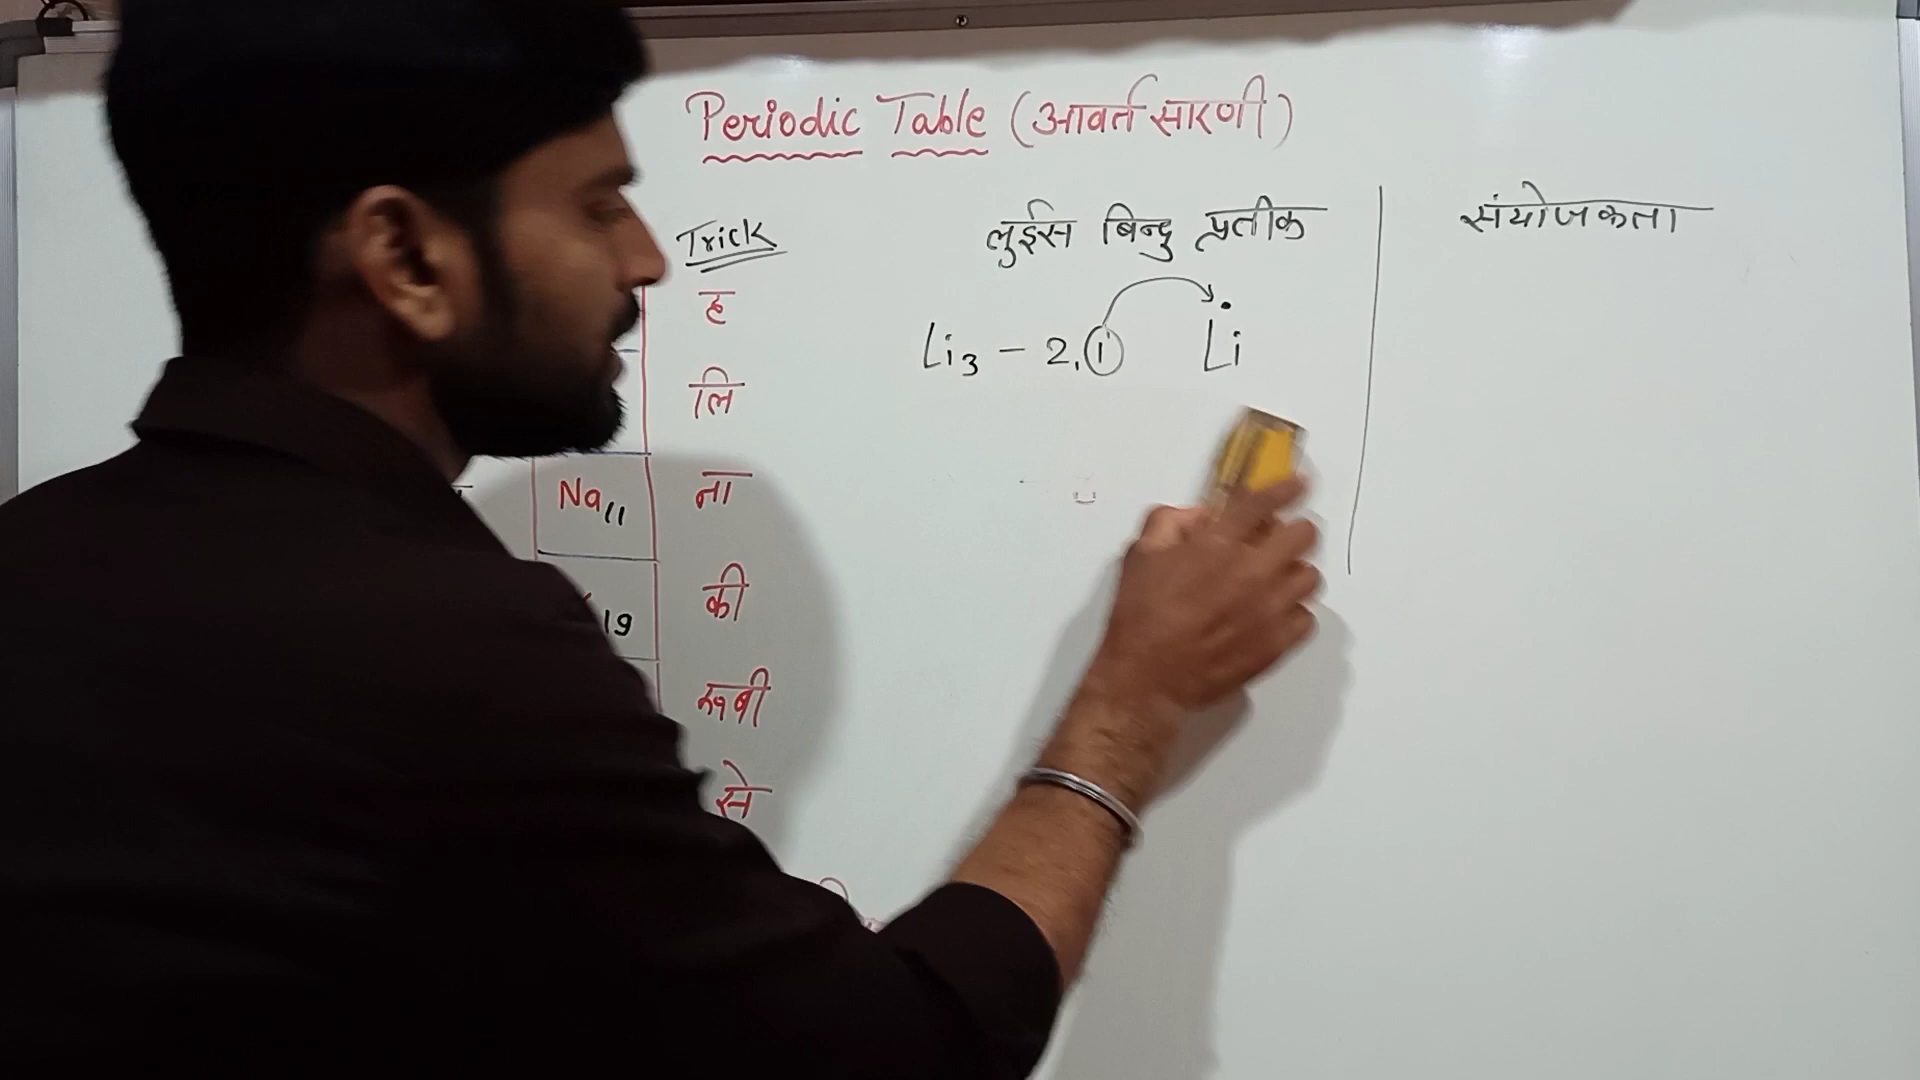 Periodic Table (आवर्त सारणी)
Trick
लुईस बिन्दु प्रतीक
संयोजकता
ह
Li3 - 2,1 Li
लि
Na11
ना
19
की
रूबी
से